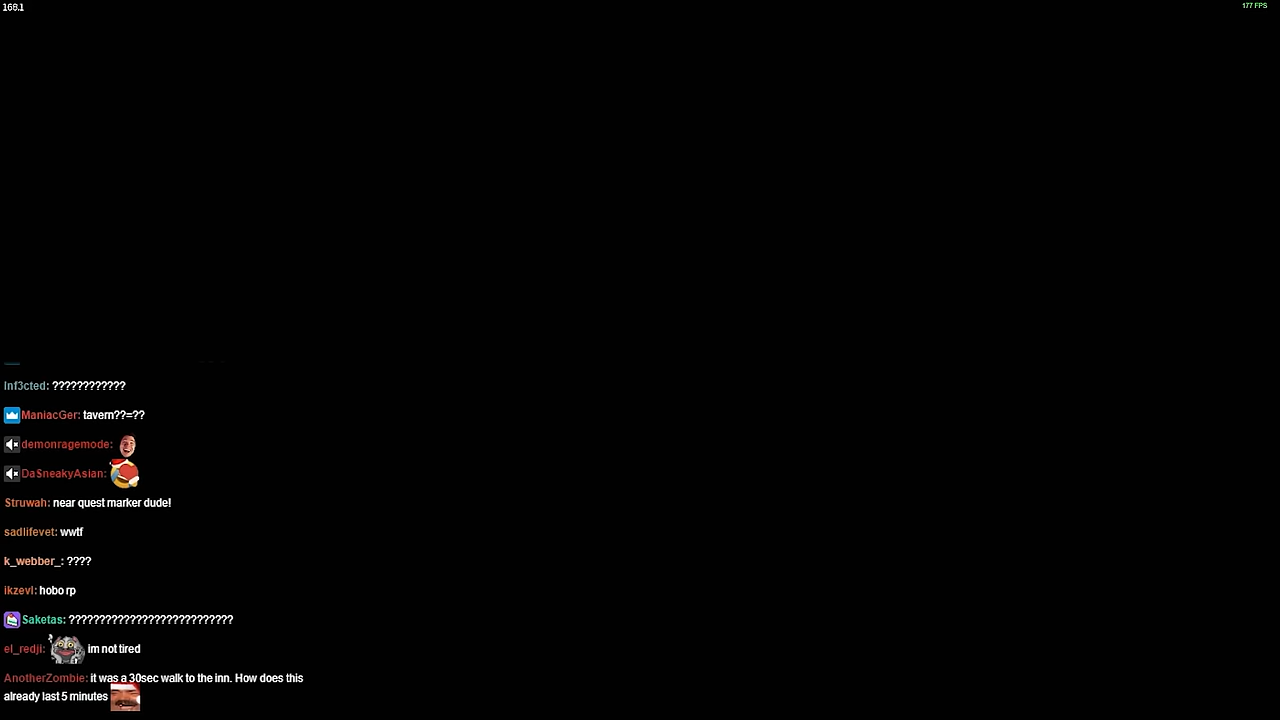 166.1
177 FPS
Inf3cted: ????????????
ManiacGer: tavern??=??
demonragemode:
DaSneakyAsian:
Struwah: near quest marker dude!
sadlifevet: wwtf
k_webber_: ????
ikzevl: hobo rp
Saketas: ???????????????????????????
el_redji: im not tired
AnotherZombie: it was a 30sec walk to the inn. How does this
already last 5 minutes